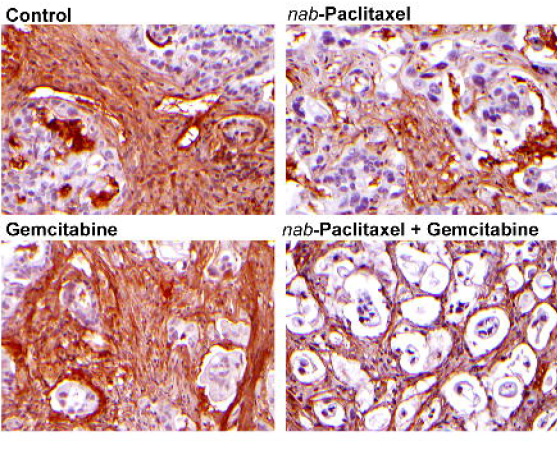 Control
nab-Paclitaxel
Gemcitabine
nab-Paclitaxel + Gemcitabine